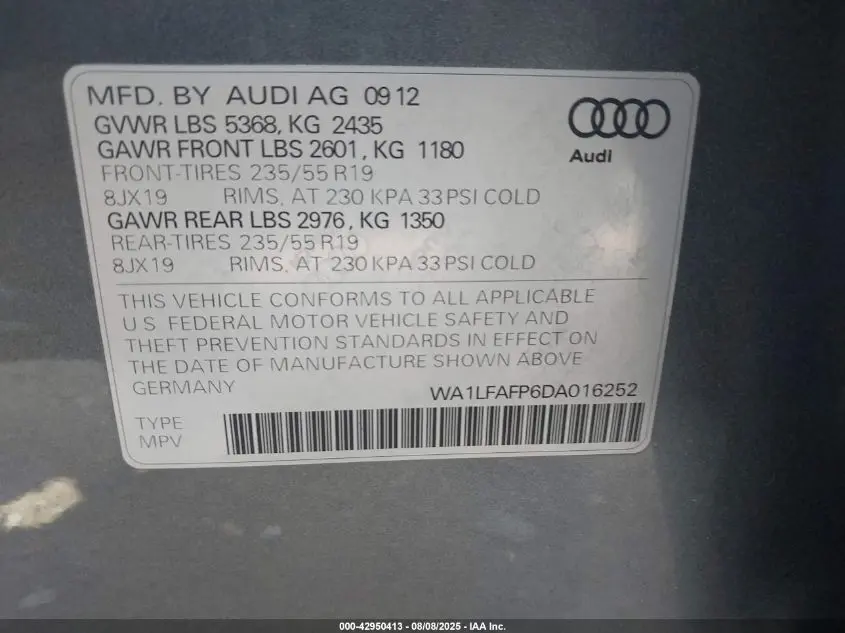 MFD. BY AUDI AG 09 12
GVWR LBS 5368, KG 2435
GAWR FRONT LBS 2601, KG 1180
FRONT-TIRES 235/55 R19
8JX19 RIMS, AT 230 KPA 33 PSI COLD
GAWR REAR LBS 2976, KG 1350
REAR-TIRES 235/55 R19
8JX19 RIMS, AT 230 KPA 33 PSI COLD
Audi
THIS VEHICLE CONFORMS TO ALL APPLICABLE
U.S. FEDERAL MOTOR VEHICLE SAFETY AND
THEFT PREVENTION STANDARDS IN EFFECT ON
THE DATE OF MANUFACTURE SHOWN ABOVE
GERMANY WA1LFAFP6DA016252
TYPE
MPV
000-42950413 - 08/08/2025 - IAA Inc.